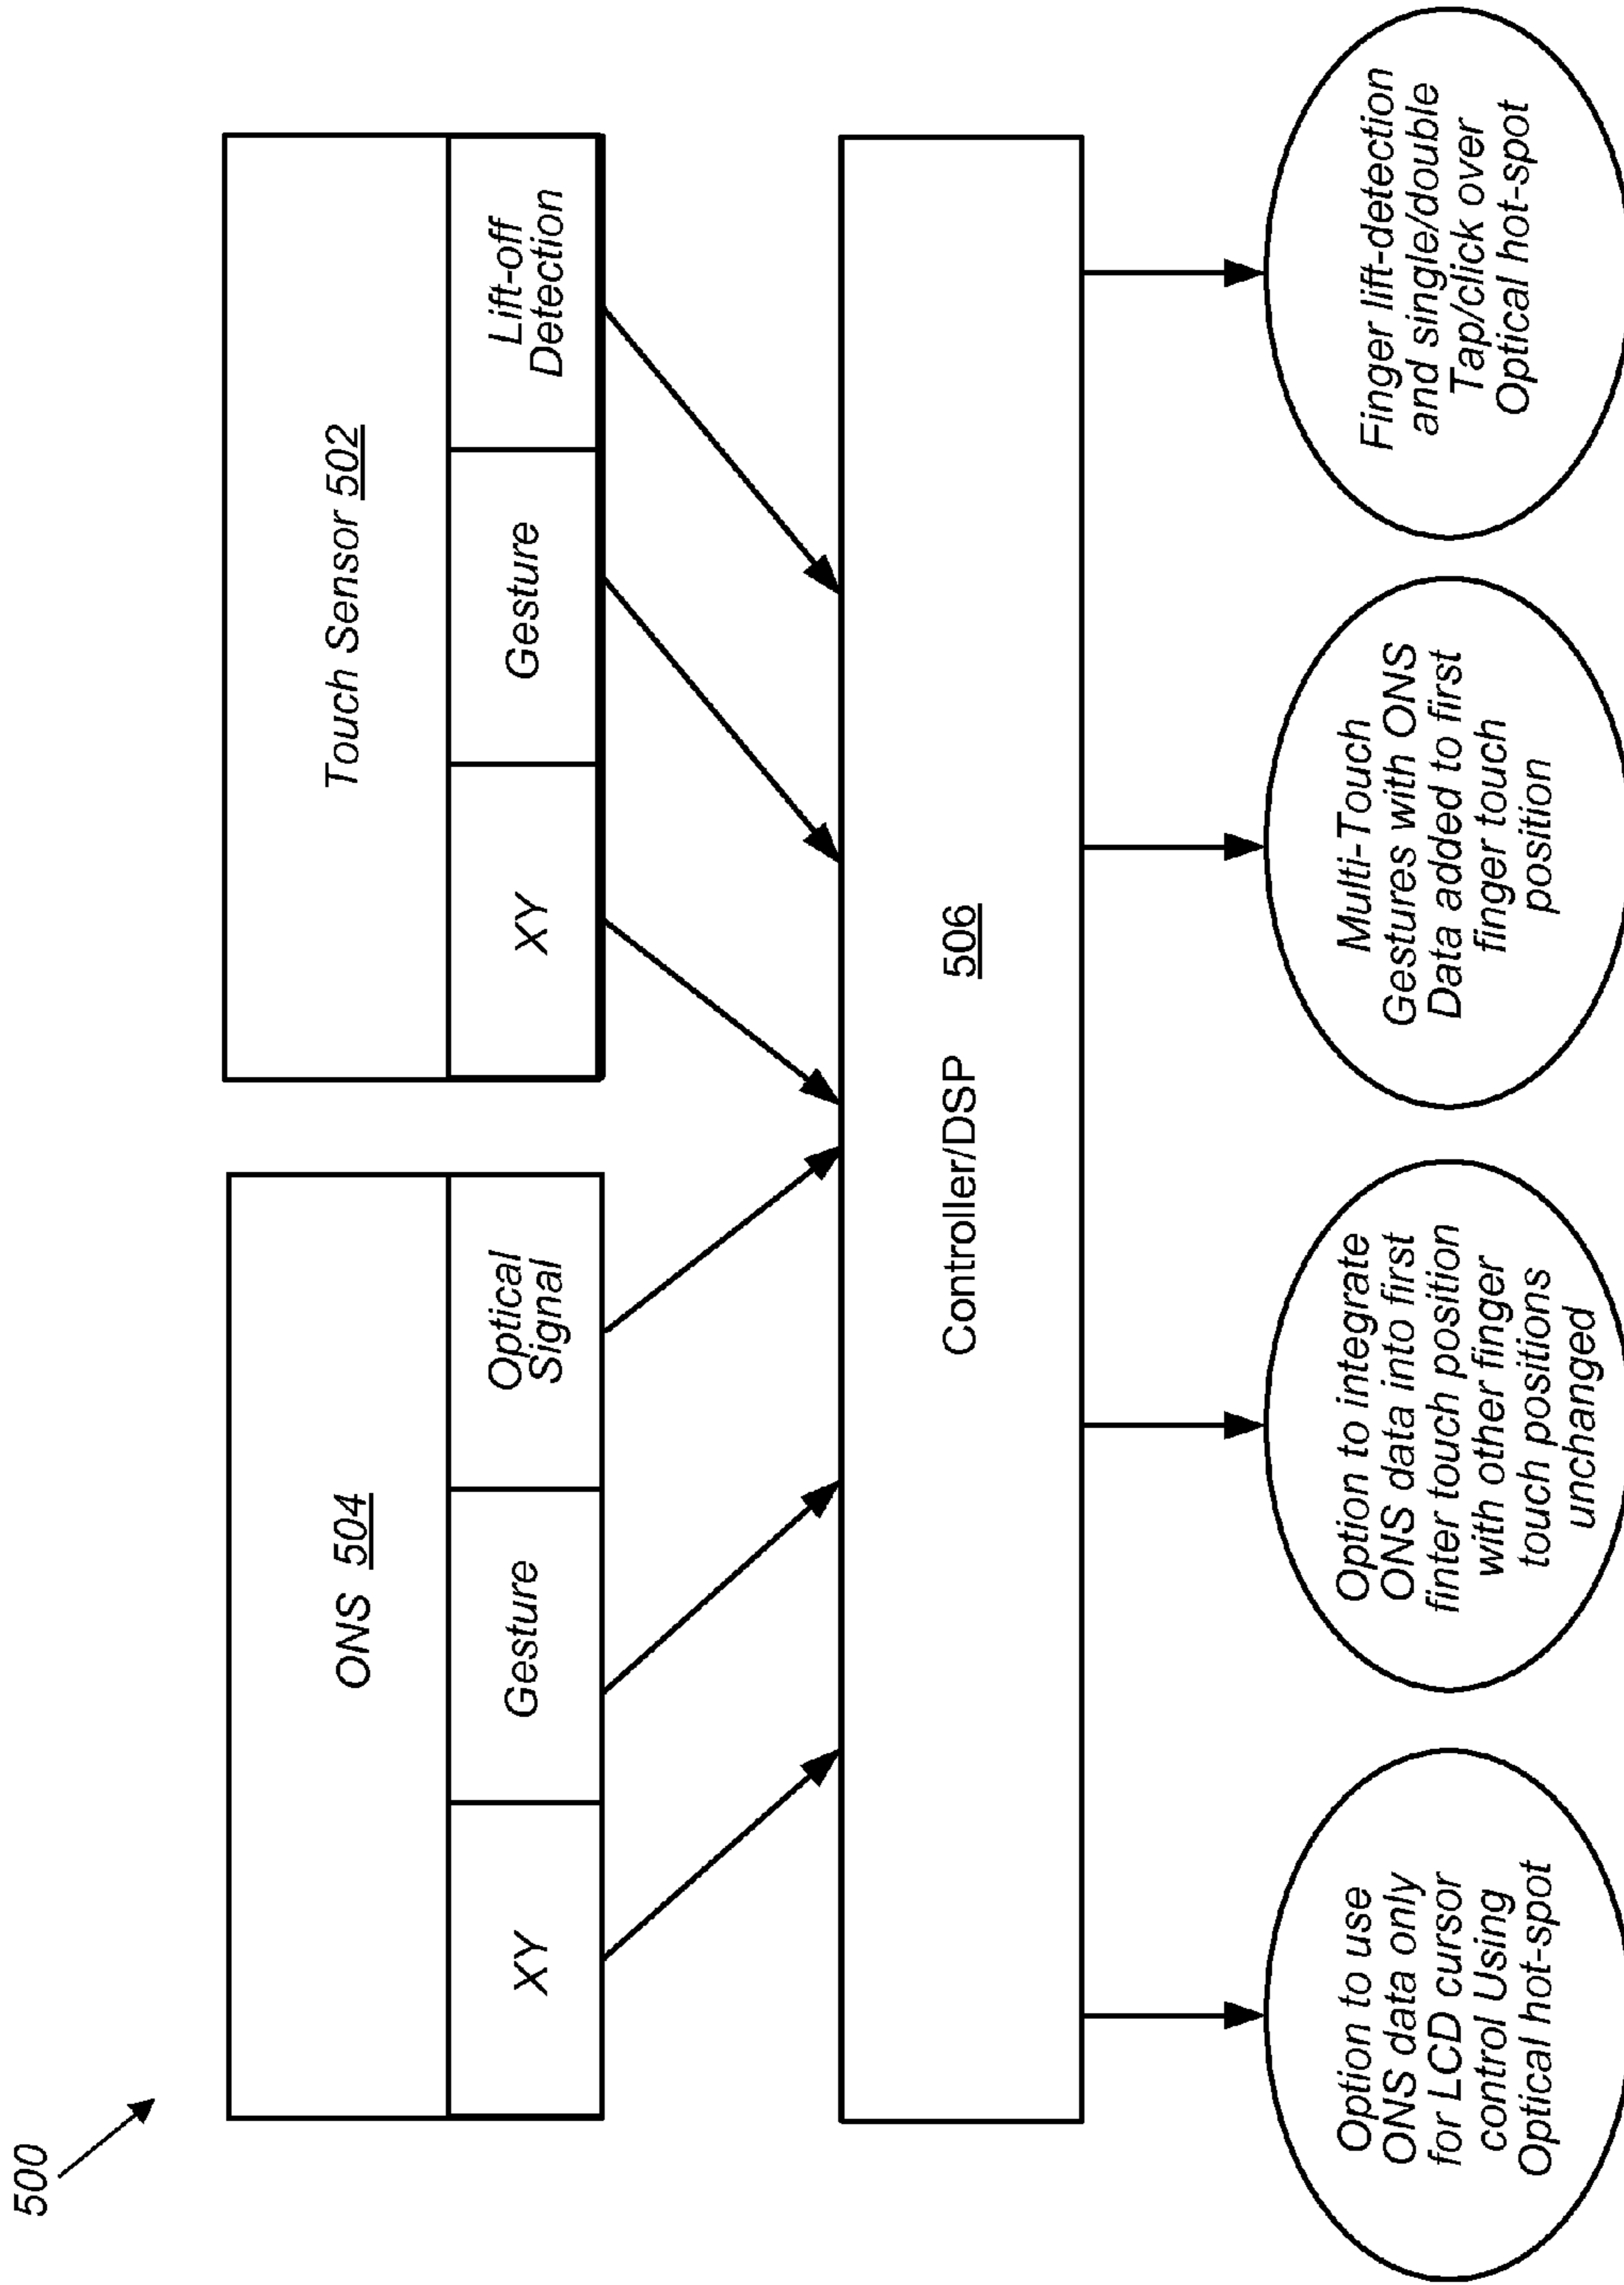 500
ONS 504
XY
Gesture
Optical
Signal
Touch Sensor 502
XY
Gesture
Lift-off
Detection
Controller/DSP 506
Option to use
ONS data only
for LCD cursor
control Using
Optical hot-spot
Option to integrate
ONS data into first
finter touch position
with other finger
touch positions
unchanged
Multi-Touch
Gestures with ONS
Data added to first
finger touch
position
Finger lift-detection
and single/double
Tap/click over
Optical hot-spot